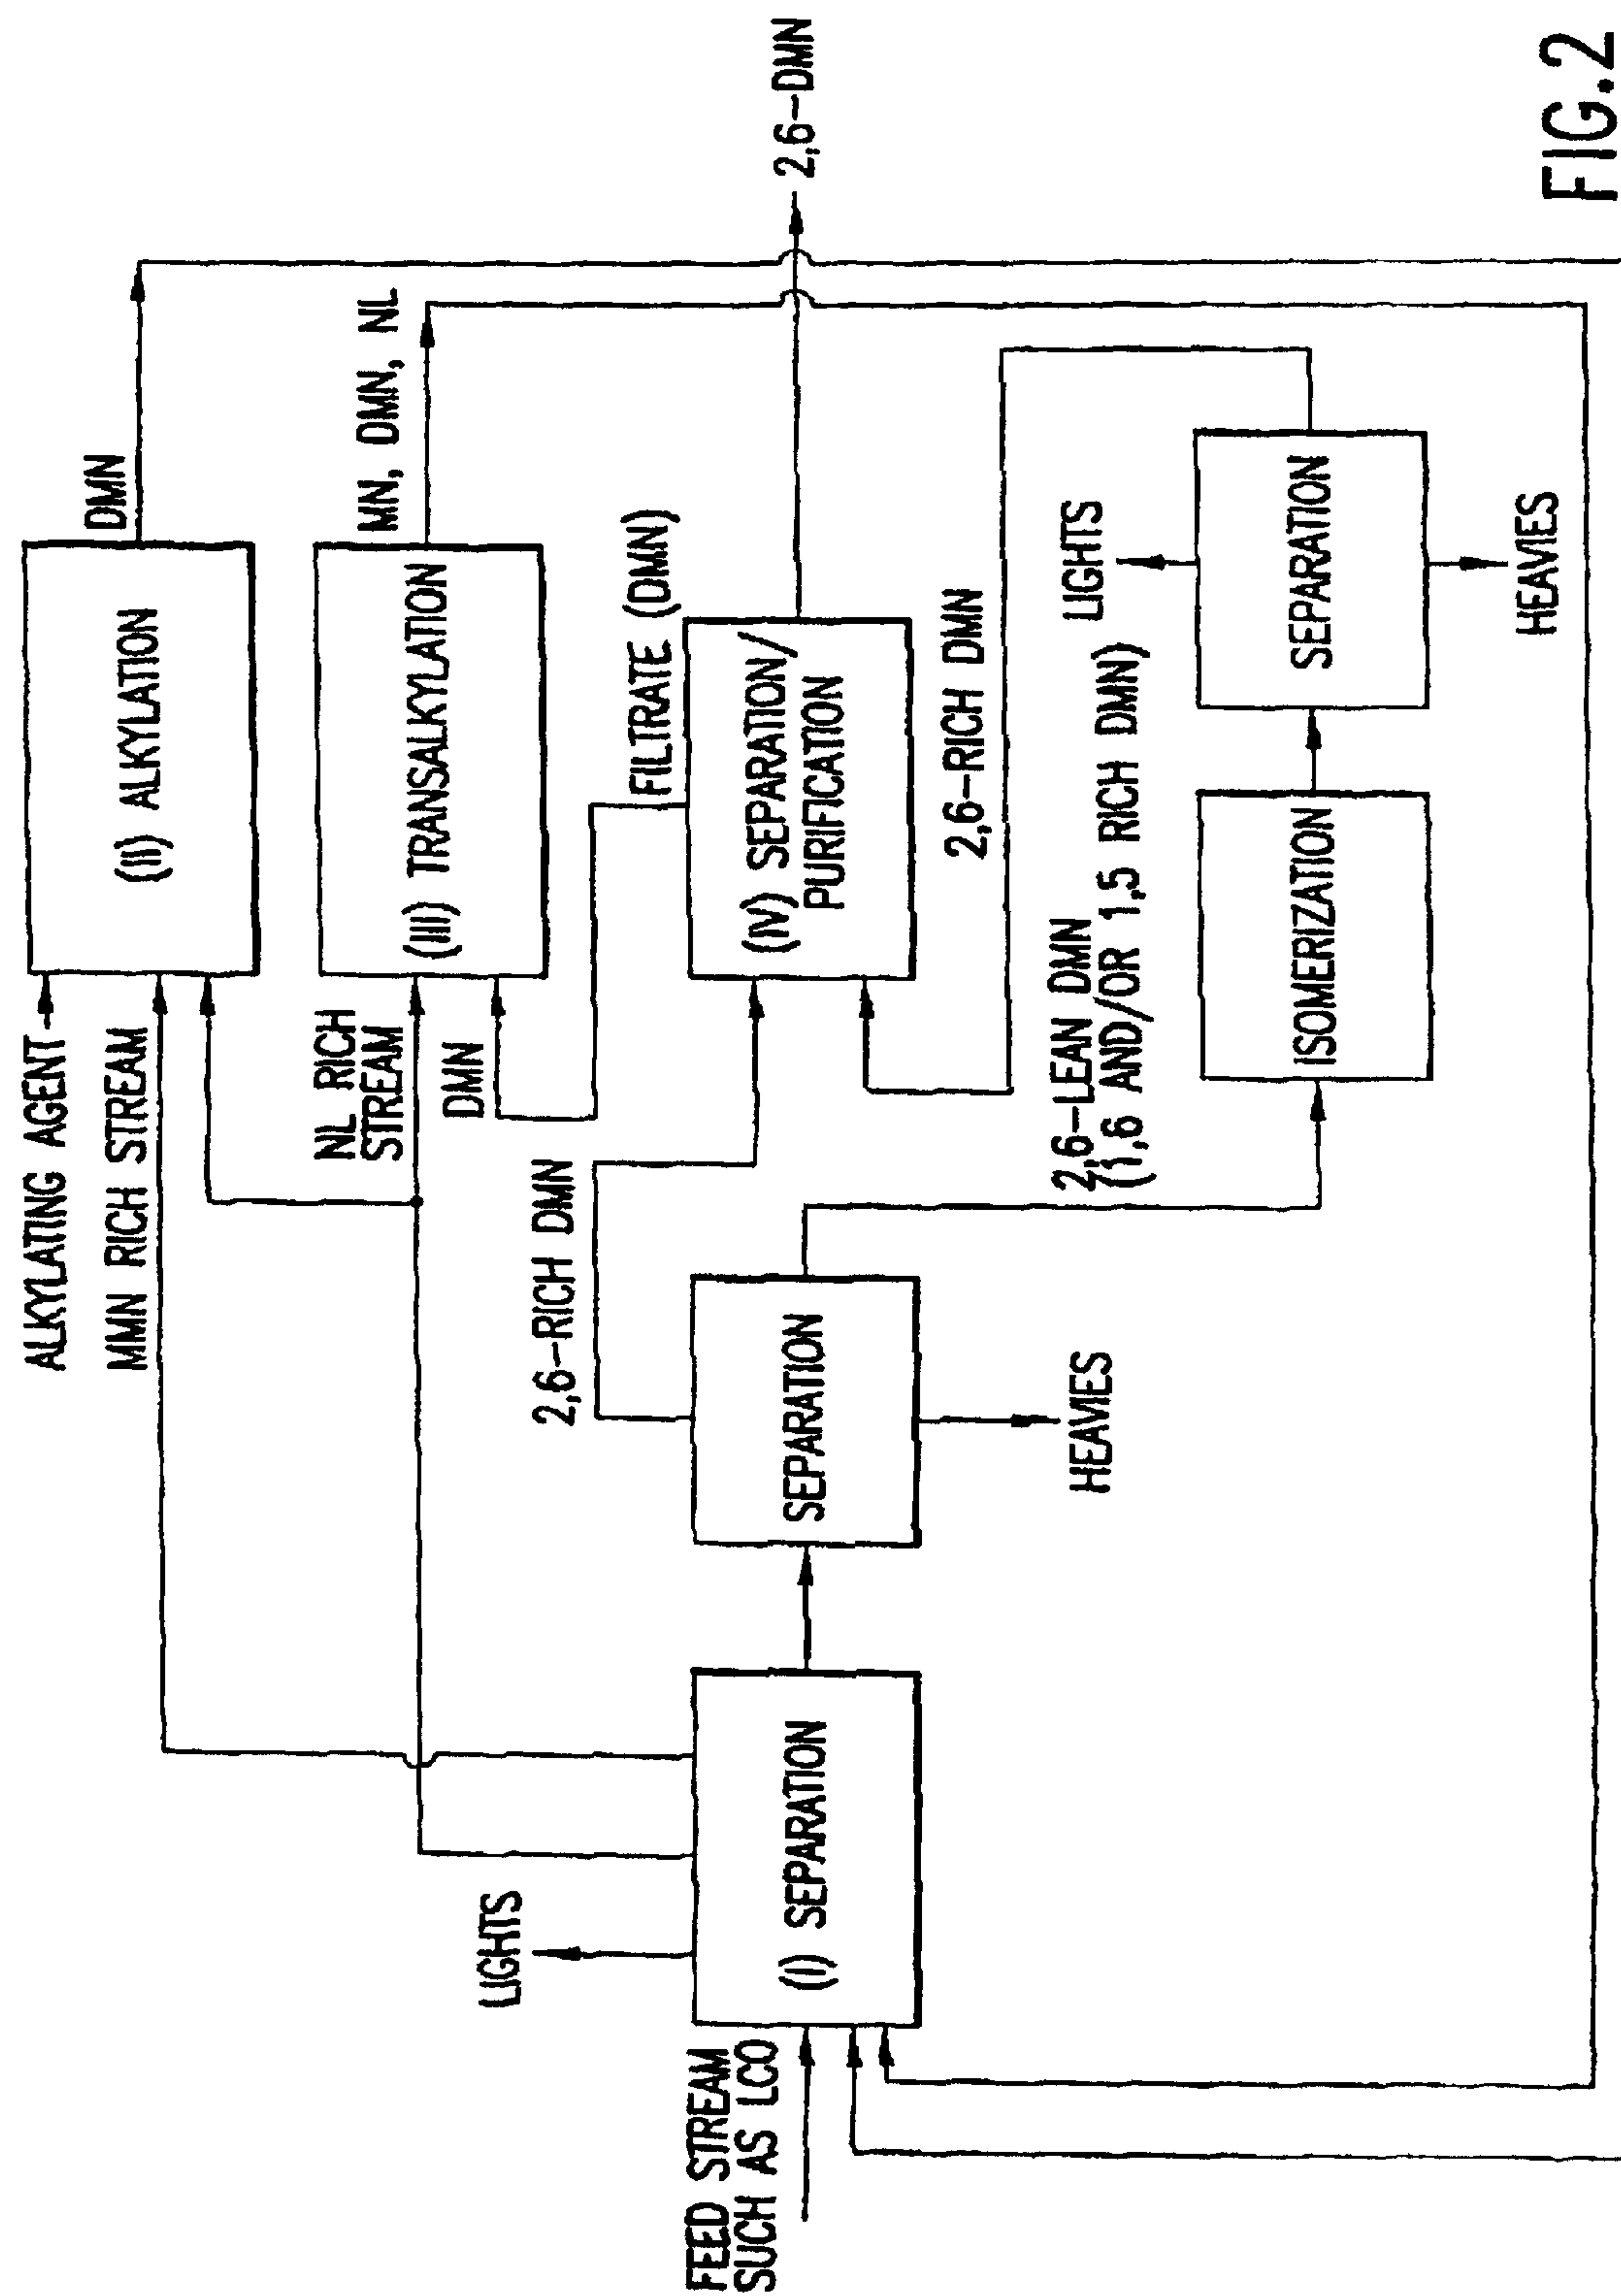 ALKYLATING AGENT
MMN RICH STREAM
(II) ALKYLATION
DMN
NL RICH
STREAM
DMN
(III) TRANSALKYLATION
MN, DMN, NL
LIGHTS
2,6-RICH DMN
FILTRATE (DMN)
FEED STREAM
SUCH AS LCO
(I) SEPARATION
SEPARATION
(IV) SEPARATION/
PURIFICATION
2,6-DMN
2,6-RICH DMN
HEAVIES
2,6-LEAN DMN
(1,6 AND/OR 1,5 RICH DMN)
LIGHTS
ISOMERIZATION
SEPARATION
HEAVIES
FIG.2